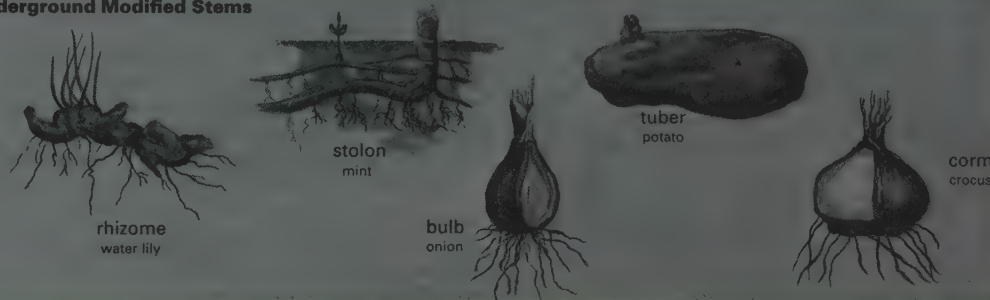 derground Modified Stems
rhizome
water lily
stolon
mint
bulb
onion
tuber
potato
corm
crocus